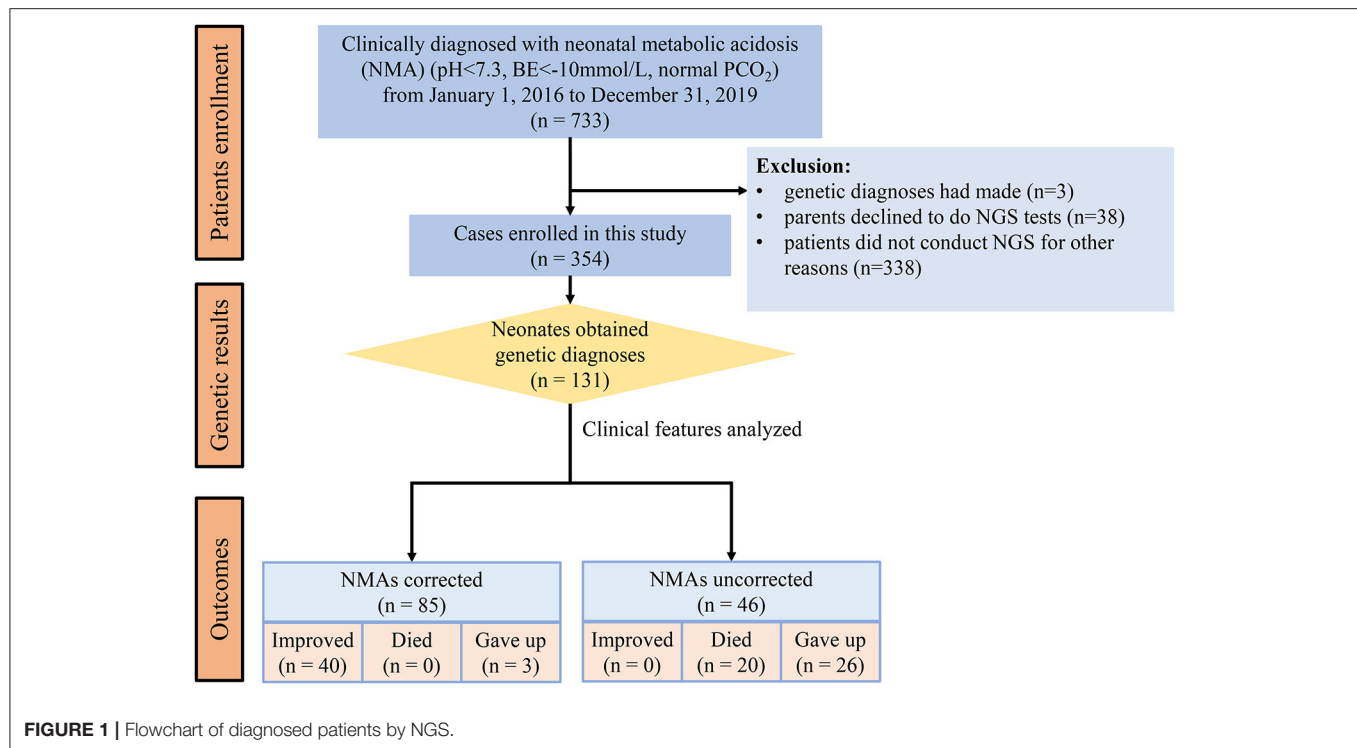 Patients enrollment
Clinically diagnosed with neonatal metabolic acidosis
(NMA) (pH<7.3, BE<-10mmol/L, normal PCO₂)
from January 1, 2016 to December 31, 2019
(n = 733)
Exclusion:
• genetic diagnoses had made (n=3)
• parents declined to do NGS tests (n=38)
• patients did not conduct NGS for other
reasons (n=338)
Cases enrolled in this study
(n = 354)
Genetic results
Neonates obtained
genetic diagnoses
(n = 131)
Clinical features analyzed
Outcomes
NMAs corrected
(n = 85)
Improved
(n = 40)
Died
(n = 0)
Gave up
(n = 3)
NMAs uncorrected
(n = 46)
Improved
(n = 0)
Died
(n = 20)
Gave up
(n = 26)
FIGURE 1 | Flowchart of diagnosed patients by NGS.